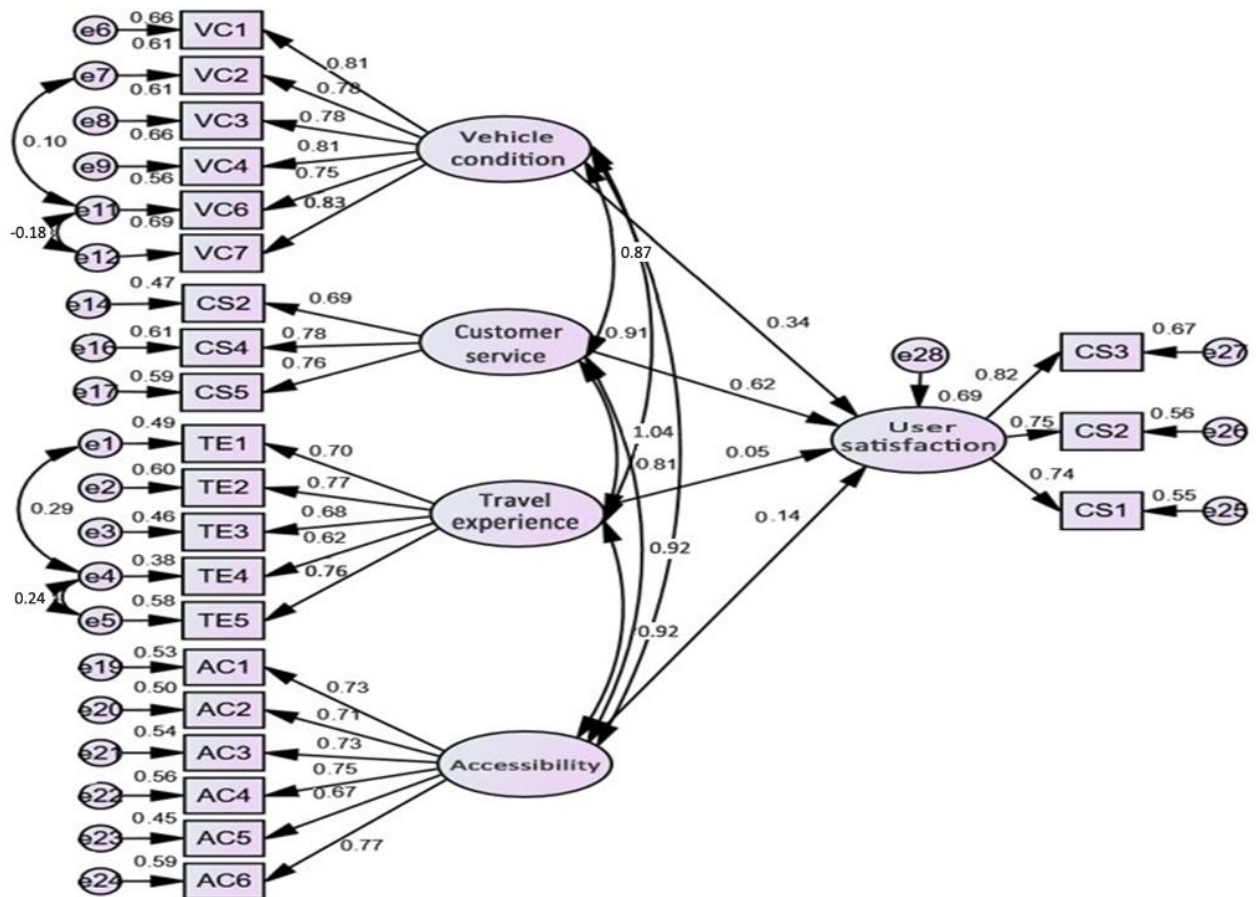 e6 0.66 VC1
0.61
e7 VC2
0.61
e8 VC3
0.66
e9 VC4
0.56
e11 VC6
0.69
e12 VC7
0.10
-0.18
0.81
0.78
0.78
0.81
0.75
0.83
Vehicle
condition
0.47
e14 CS2
0.61
e16 CS4
0.59
e17 CS5
0.69
0.78
0.76
Customer
service
0.49
e1 TE1
0.60
e2 TE2
0.46
e3 TE3
0.38
e4 TE4
0.58
e5 TE5
0.29
0.24
0.70
0.77
0.68
0.62
0.76
Travel
experience
0.53
e19 AC1
0.50
e20 AC2
0.54
e21 AC3
0.56
e22 AC4
0.45
e23 AC5
0.59
e24 AC6
0.73
0.71
0.73
0.75
0.67
0.77
Accessibility
0.87
0.91
1.04
0.81
0.92
0.92
0.34
0.62
0.05
0.14
e28
0.69
User
satisfaction
0.82
0.75
0.74
CS3 0.67 e27
CS2 0.56 e26
CS1 0.55 e25